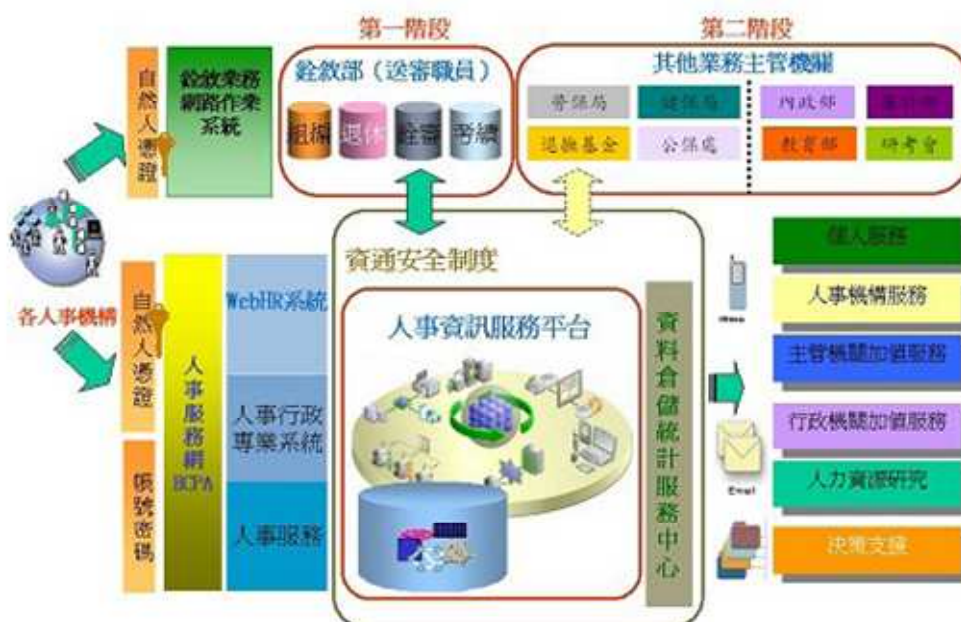 第一階段
第二階段
自然人憑證
銓敘業務
網路作業
系統
銓敘部（送審職員）
組編
退休
銓審
考績
其他業務主管機關
勞保局
健保局
內政部
退撫基金
公保處
教育部
研考會
各人事機構
自然人憑證
帳號密碼
人事服務網
ECPA
WebHR系統
人事行政
專業系統
人事服務
資通安全制度
人事資訊服務平台
資料倉儲統計服務中心
Email
個人服務
人事機構服務
主管機關加值服務
行政機關加值服務
人力資源研究
決策支援